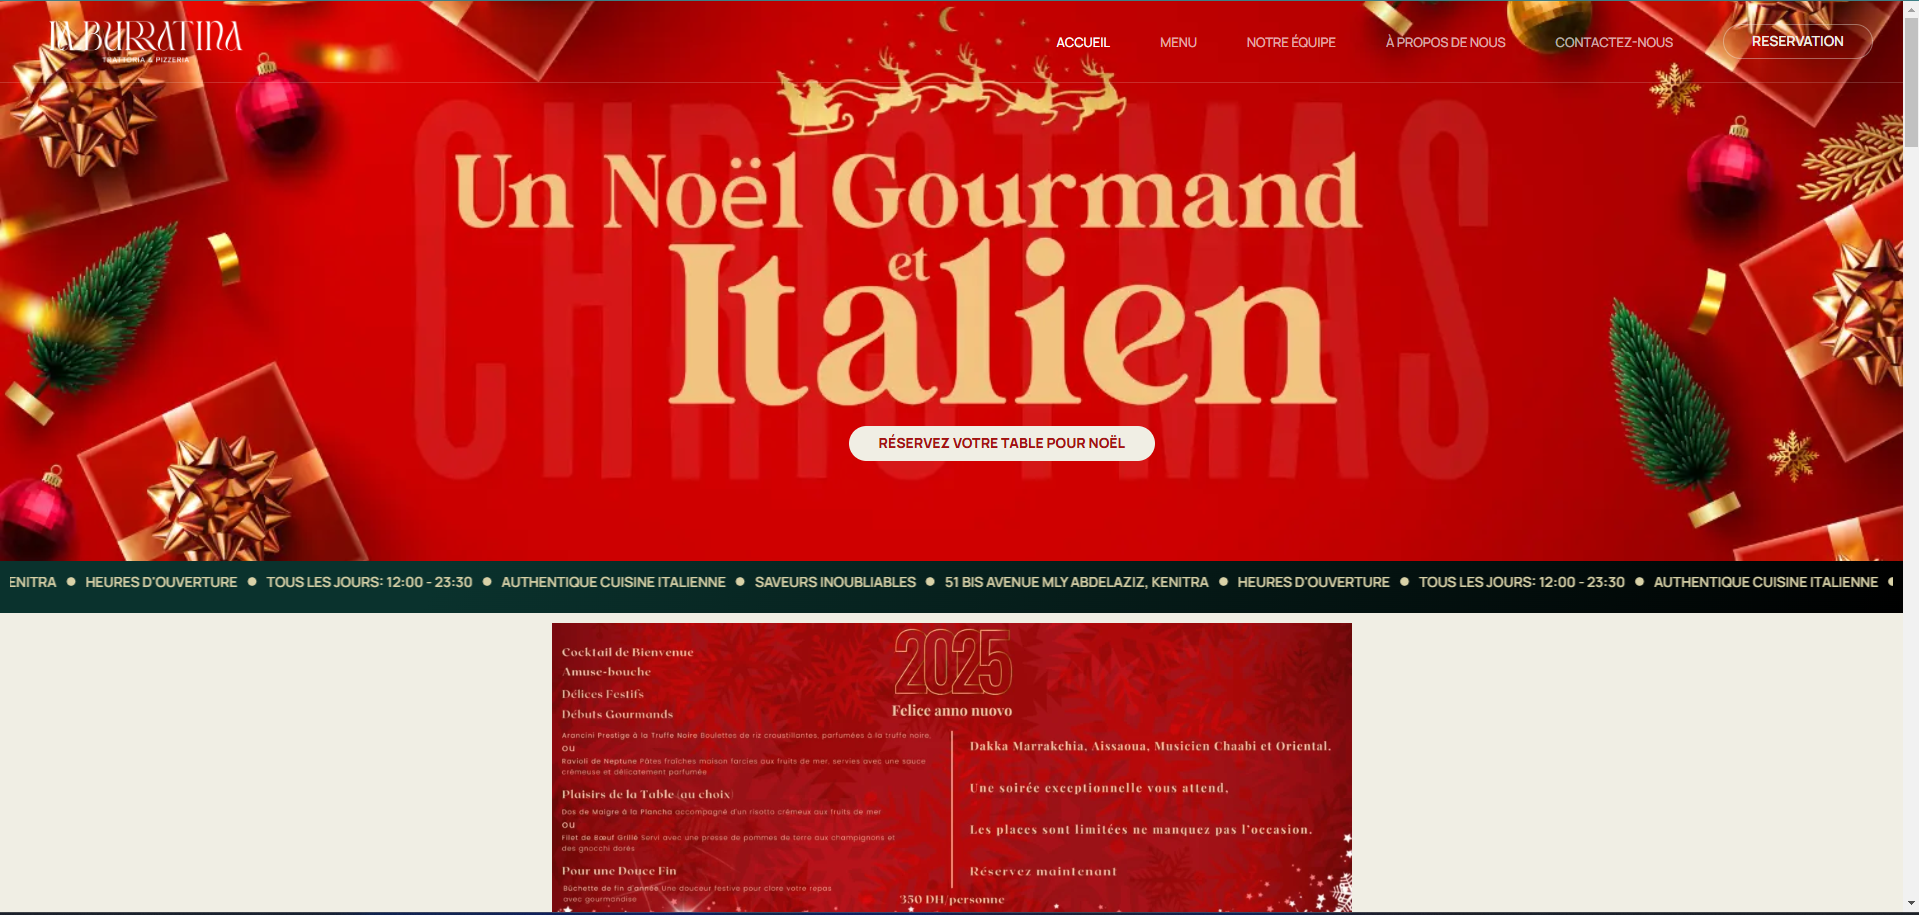 LA BURRATINA
TRATTORIA & PIZZERIA
ACCUEIL
MENU
NOTRE ÉQUIPE
À PROPOS DE NOUS
CONTACTEZ-NOUS
RESERVATION
CHRISTMAS
Un Noël Gourmand
et
Italien
RÉSERVEZ VOTRE TABLE POUR NOËL
ENITRA ● HEURES D'OUVERTURE ● TOUS LES JOURS: 12:00 - 23:30 ● AUTHENTIQUE CUISINE ITALIENNE ● SAVEURS INOUBLIABLES ● 51 BIS AVENUE MLY ABDELAZIZ, KENITRA ● HEURES D'OUVERTURE ● TOUS LES JOURS: 12:00 - 23:30 ● AUTHENTIQUE CUISINE ITALIENNE ●
2025
Felice anno nuovo
Cocktail de Bienvenue
Amuse-bouche
Délices Festifs
Débuts Gourmands
Arancini Prestige à la Truffe Noire Boulettes de riz croustillantes, parfumées à la truffe noire.
OU
Ravioli de Neptune Pâtes fraîches maison farcies aux fruits de mer, servies avec une sauce
crémeuse et délicatement parfumée
Plaisirs de la Table (au choix)
Dos de Maigre à la Plancha accompagné d'un risotto crémeux aux fruits de mer
OU
Filet de Bœuf Grillé Servi avec une presse de pommes de terre aux champignons et
des gnocchi dorés
Pour une Douce Fin
Bûchette de fin d'année Une douceur festive pour clore votre repas
avec gourmandise
Dakka Marrakchia, Aissaoua, Musicien Chaabi et Oriental.
Une soirée exceptionnelle vous attend,
Les places sont limitées ne manquez pas l'occasion.
Réservez maintenant
350 DH/personne